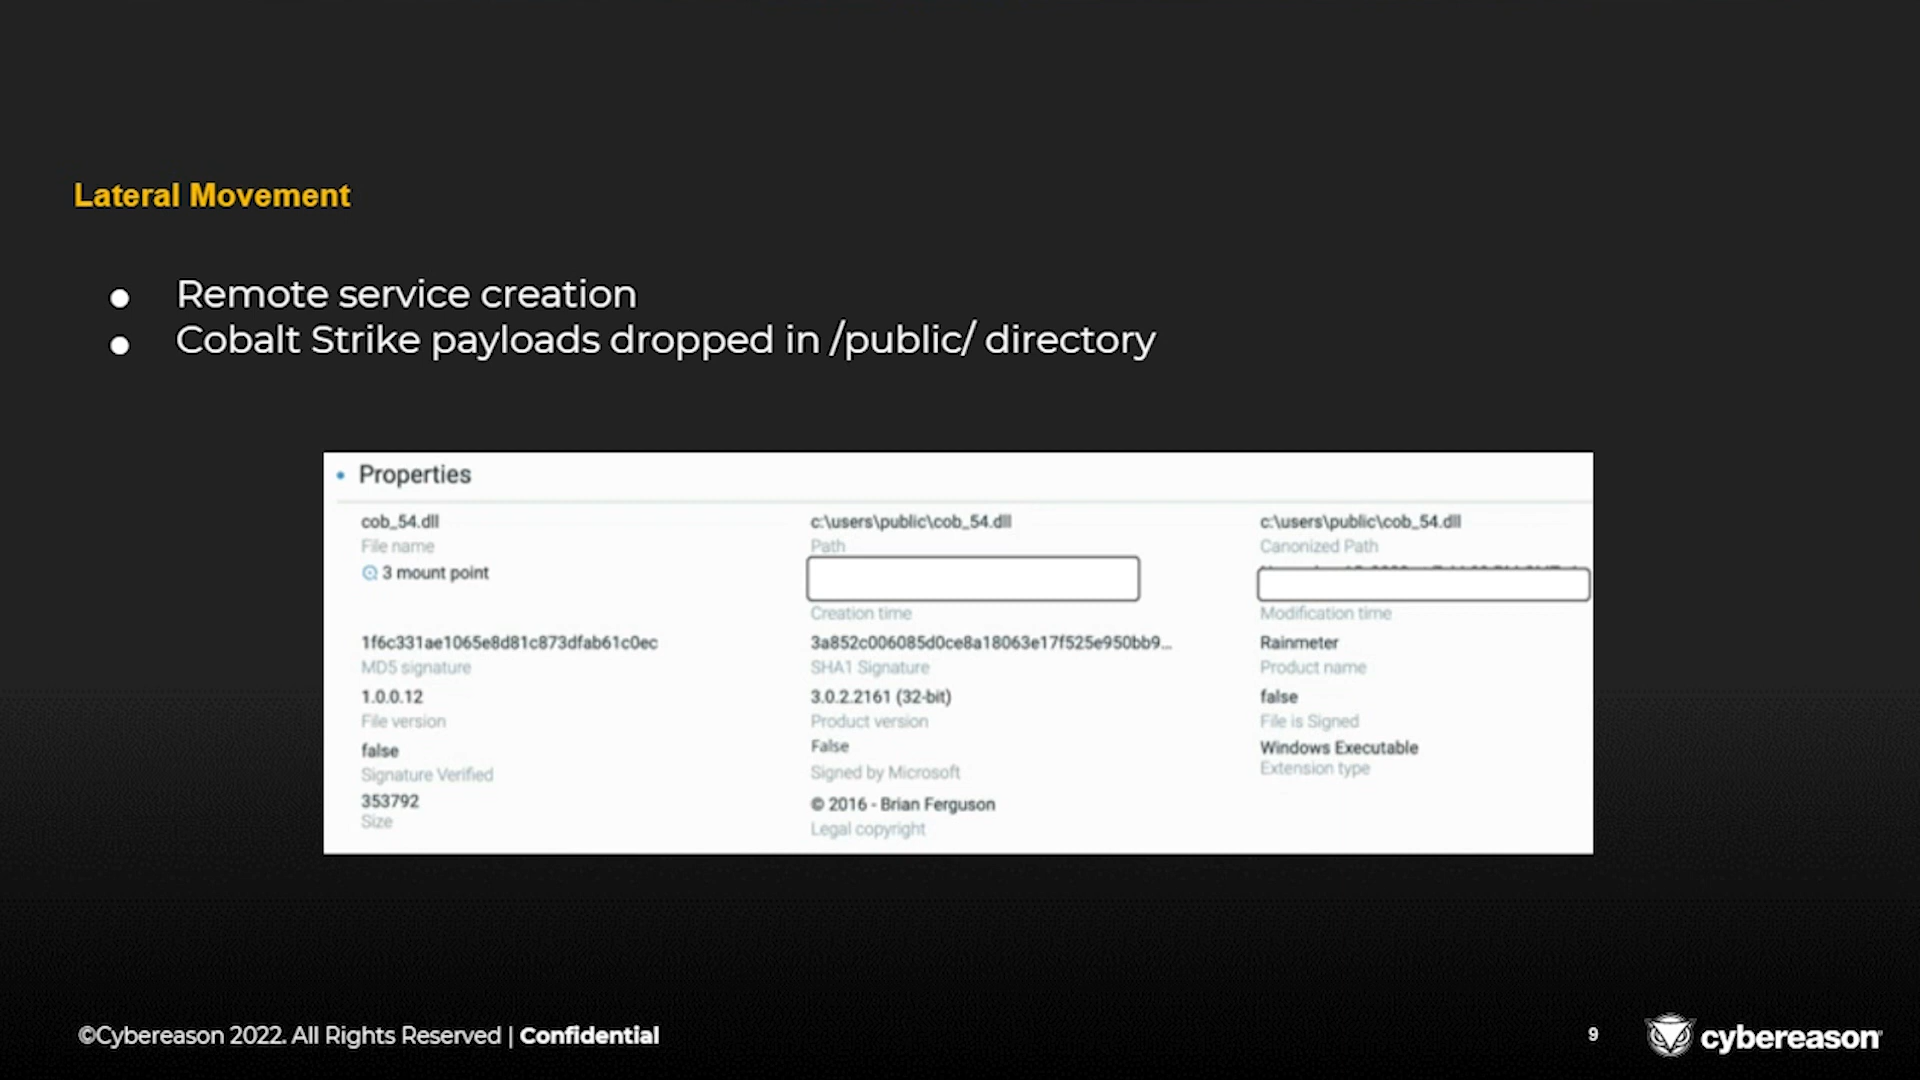 Lateral Movement
● Remote service creation
● Cobalt Strike payloads dropped in /public/ directory
• Properties
cob_54.dll
File name
c:\users\public\cob_54.dll
Path
c:\users\public\cob_54.dll
Canonized Path
3 mount point
Creation time
Modification time
1f6c331ae1065e8d81c873dfab61c0ec
MD5 signature
3a852c006085d0ce8a18063e17f525e950bb9...
SHA1 Signature
Rainmeter
Product name
1.0.0.12
File version
3.0.2.2161 (32-bit)
Product version
false
File is Signed
false
Signature Verified
False
Signed by Microsoft
Windows Executable
Extension type
353792
Size
© 2016 - Brian Ferguson
Legal copyright
©Cybereason 2022. All Rights Reserved | Confidential
9
cybereason